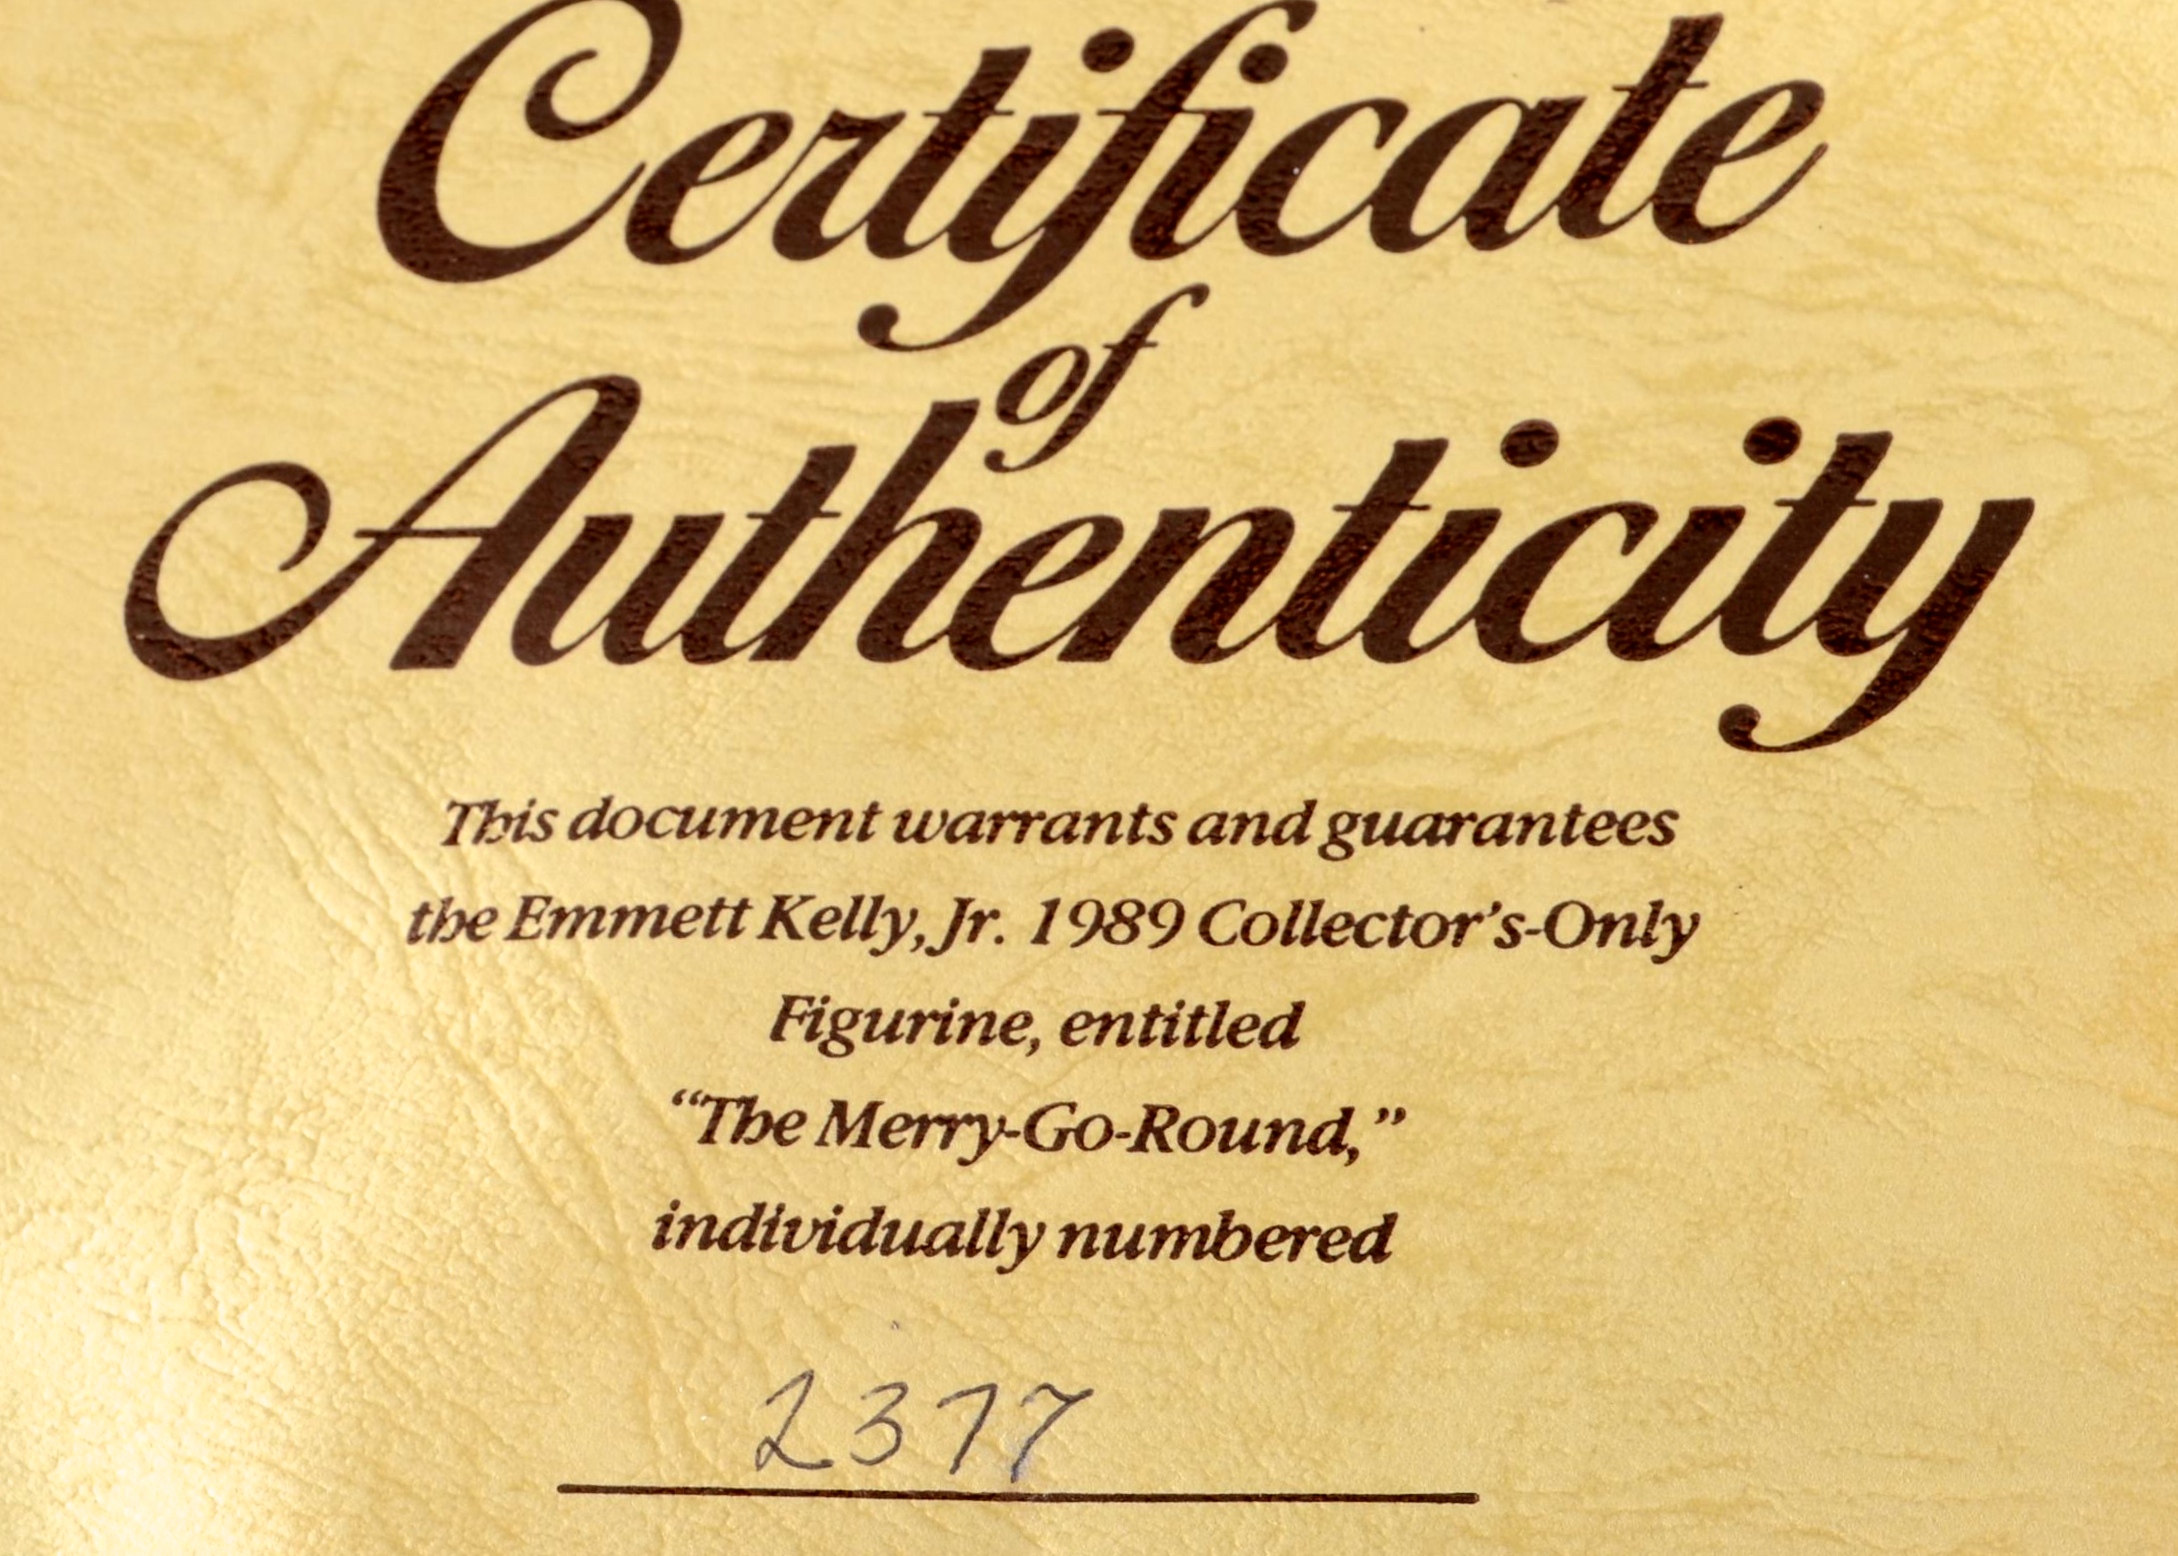 Certificate
of
Authenticity
This document warrants and guarantees
the Emmett Kelly, Jr. 1989 Collector’s-Only
Figurine, entitled
“The Merry-Go-Round,”
individually numbered
2377